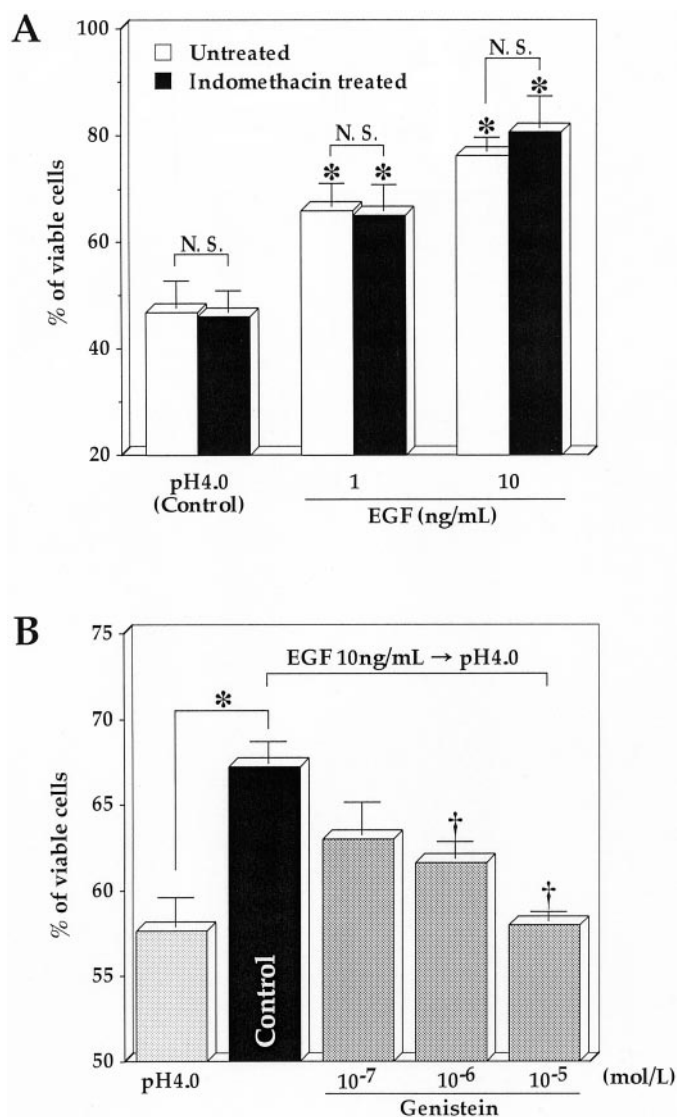 A
100
80
60
40
20
% of viable cells
Untreated
Indomethacin treated
N. S.
N. S.
N. S.
*
*
*
*
pH4.0
(Control)
1
10
EGF (ng/mL)
B
75
70
65
60
55
50
% of viable cells
EGF 10ng/mL → pH4.0
*
†
†
Control
pH4.0
10⁻⁷
10⁻⁶
10⁻⁵
(mol/L)
Genistein